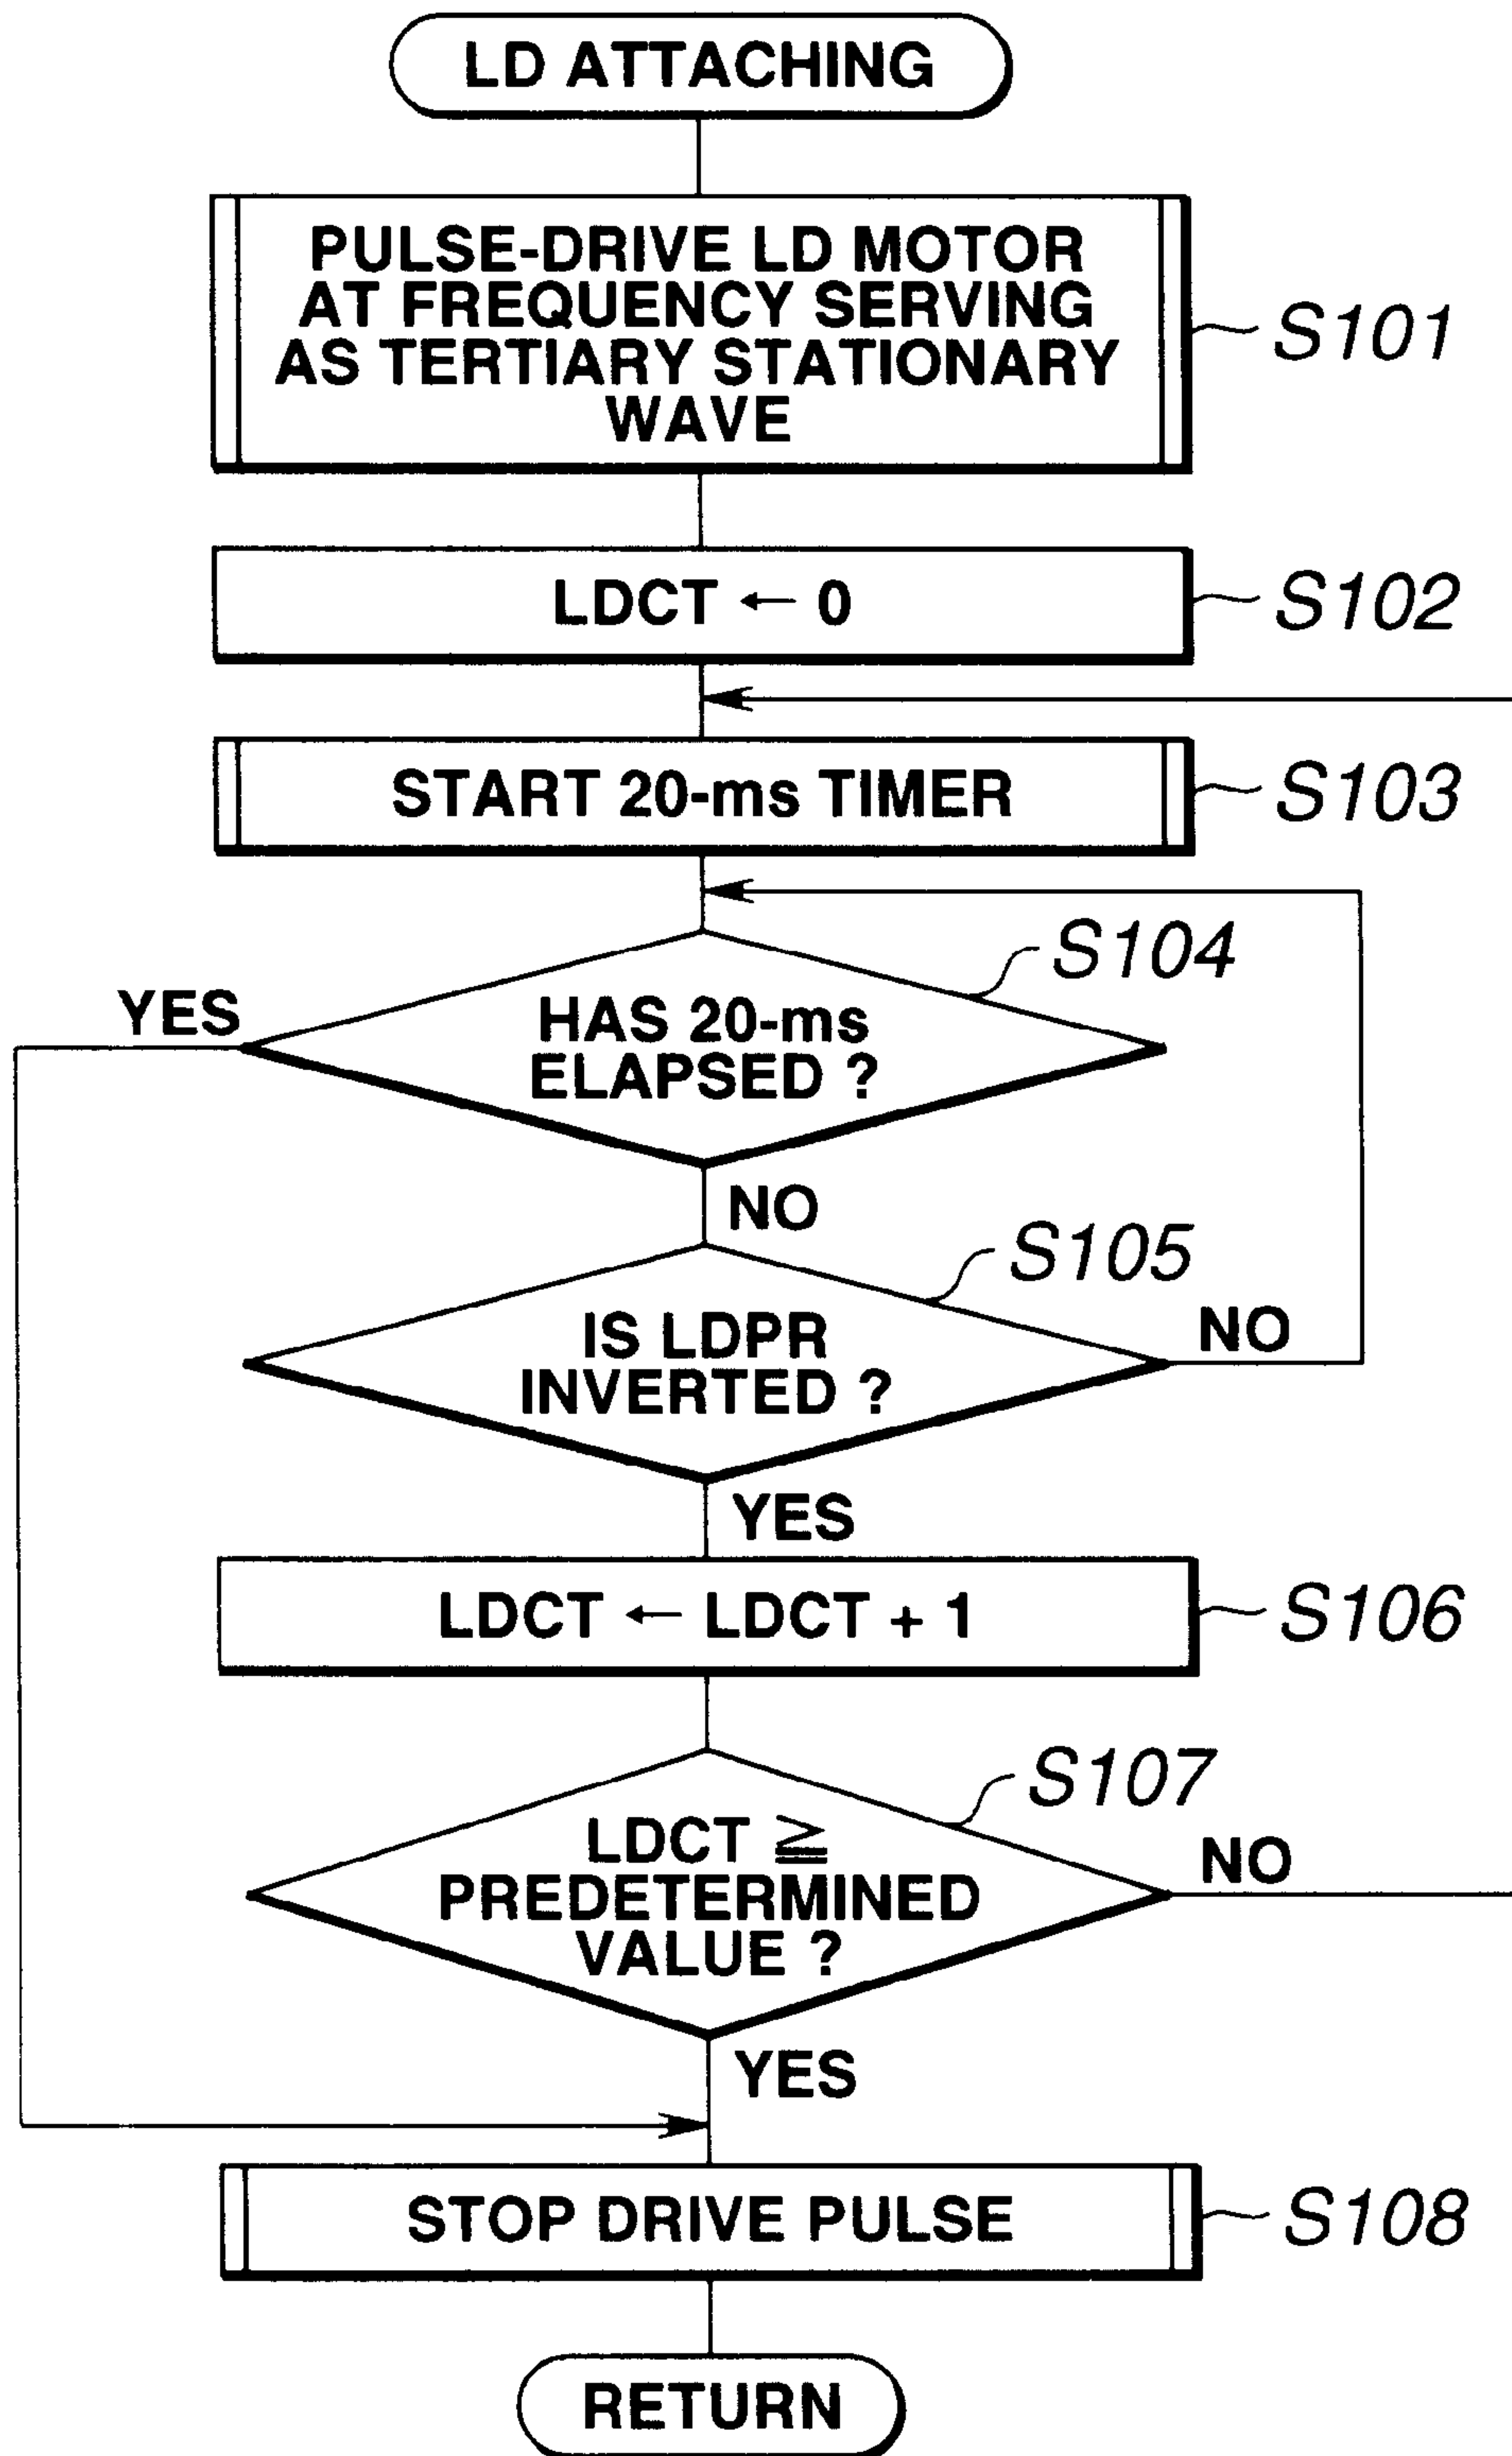 LD ATTACHING
PULSE-DRIVE LD MOTOR
AT FREQUENCY SERVING
AS TERTIARY STATIONARY
WAVE
S101
LDCT ← 0
S102
START 20-ms TIMER
S103
S104
YES
HAS 20-ms
ELAPSED ?
NO
S105
IS LDPR
INVERTED ?
NO
YES
LDCT ← LDCT + 1
S106
S107
LDCT ≧
PREDETERMINED
VALUE ?
NO
YES
STOP DRIVE PULSE
S108
RETURN